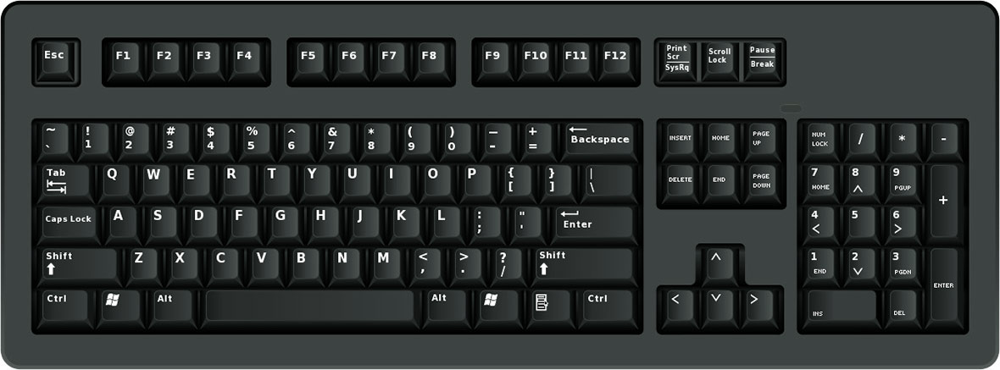 Esc F1 F2 F3 F4 F5 F6 F7 F8 F9 F10 F11 F12 Print Scroll Pause
Scr Lock Break
SysRq
~ ! @ # $ % ^ & * ( ) _ +
` 1 2 3 4 5 6 7 8 9 0 - = Backspace
Tab Q W E R T Y U I O P { } |
[ ] \
Caps Lock A S D F G H J K L : "
; ' Enter
Shift Z X C V B N M < > ? Shift
, . /
Ctrl Alt Alt Ctrl
INSERT HOME PAGE
UP
DELETE END PAGE
DOWN
^
< v >
NUM / * -
LOCK
7 8 9
HOME ^ PGUP +
4 5 6
< >
1 2 3
END v PGDN ENTER
INS DEL